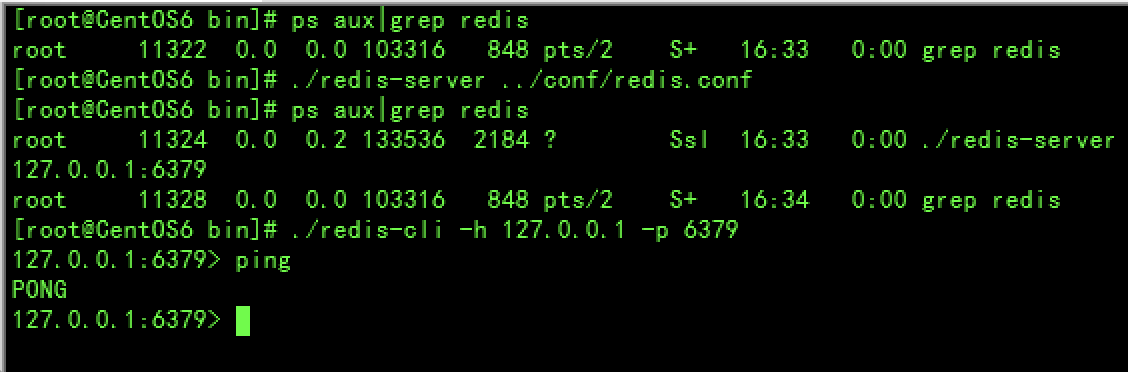 [root@CentOS6 bin]# ps aux|grep redis
root     11322  0.0  0.0 103316   848 pts/2    S+   16:33   0:00 grep redis
[root@CentOS6 bin]# ./redis-server ../conf/redis.conf
[root@CentOS6 bin]# ps aux|grep redis
root     11324  0.0  0.2 133536  2184 ?        Ssl  16:33   0:00 ./redis-server
127.0.0.1:6379
root     11328  0.0  0.0 103316   848 pts/2    S+   16:34   0:00 grep redis
[root@CentOS6 bin]# ./redis-cli -h 127.0.0.1 -p 6379
127.0.0.1:6379> ping
PONG
127.0.0.1:6379>